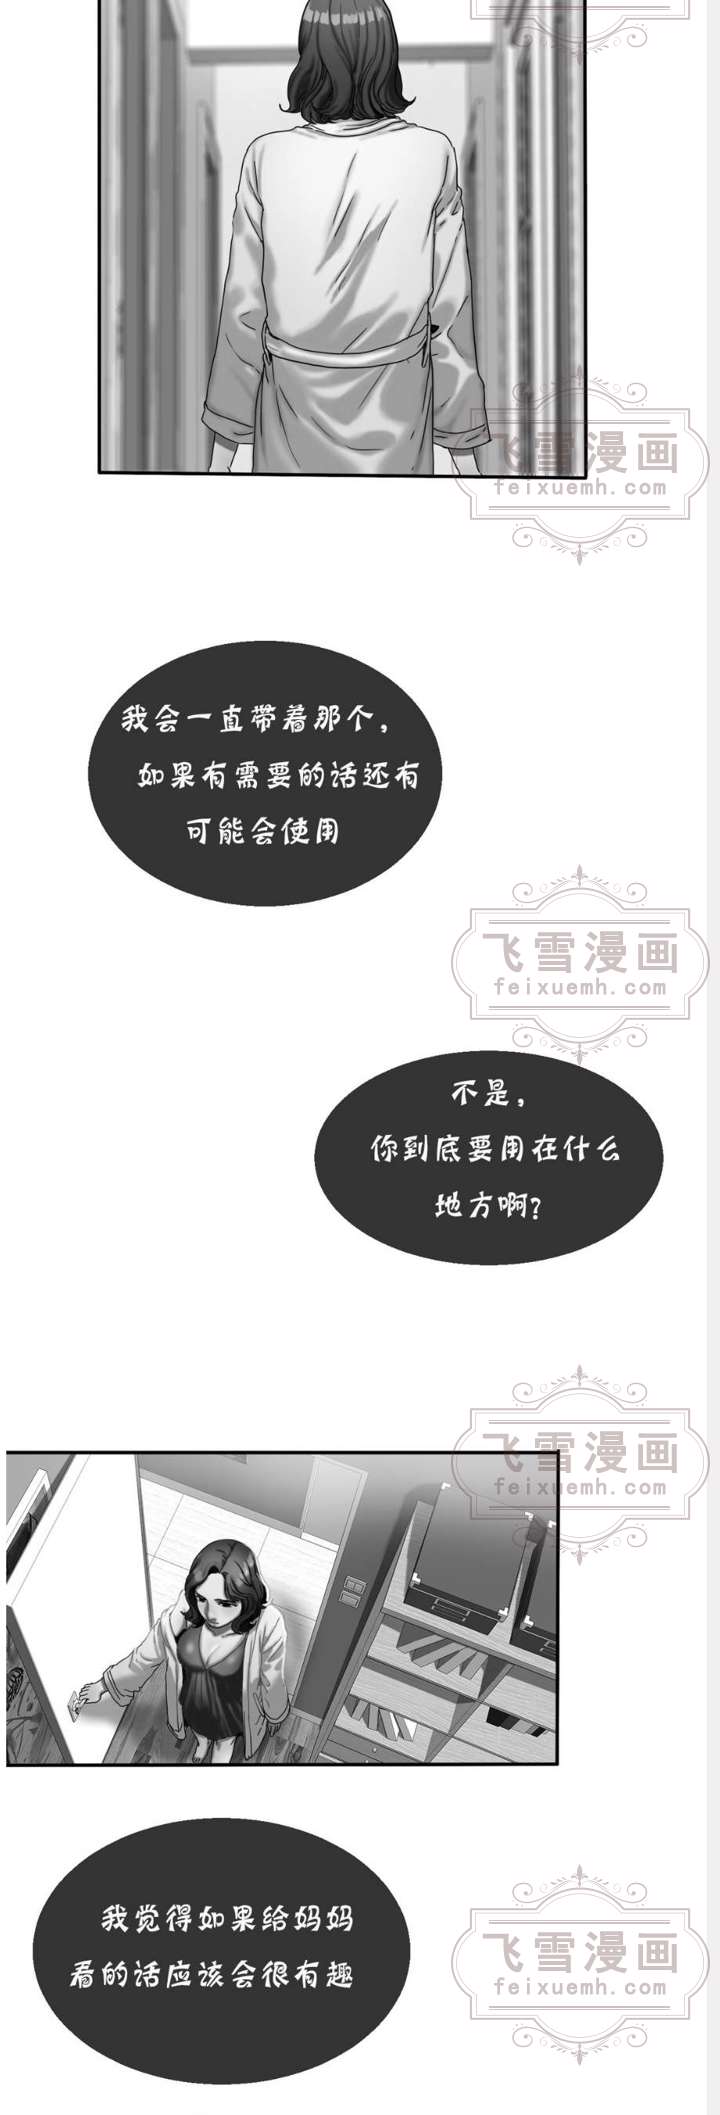 飞雪漫画
feixuemh.com
我会一直带着那个，
如果有需要的话还有
可能会使用
飞雪漫画
feixuemh.com
不是，
你到底要用在什么
地方啊？
飞雪漫画
feixuemh.com
我觉得如果给妈妈
看的话应该会很有趣
飞雪漫画
feixuemh.com